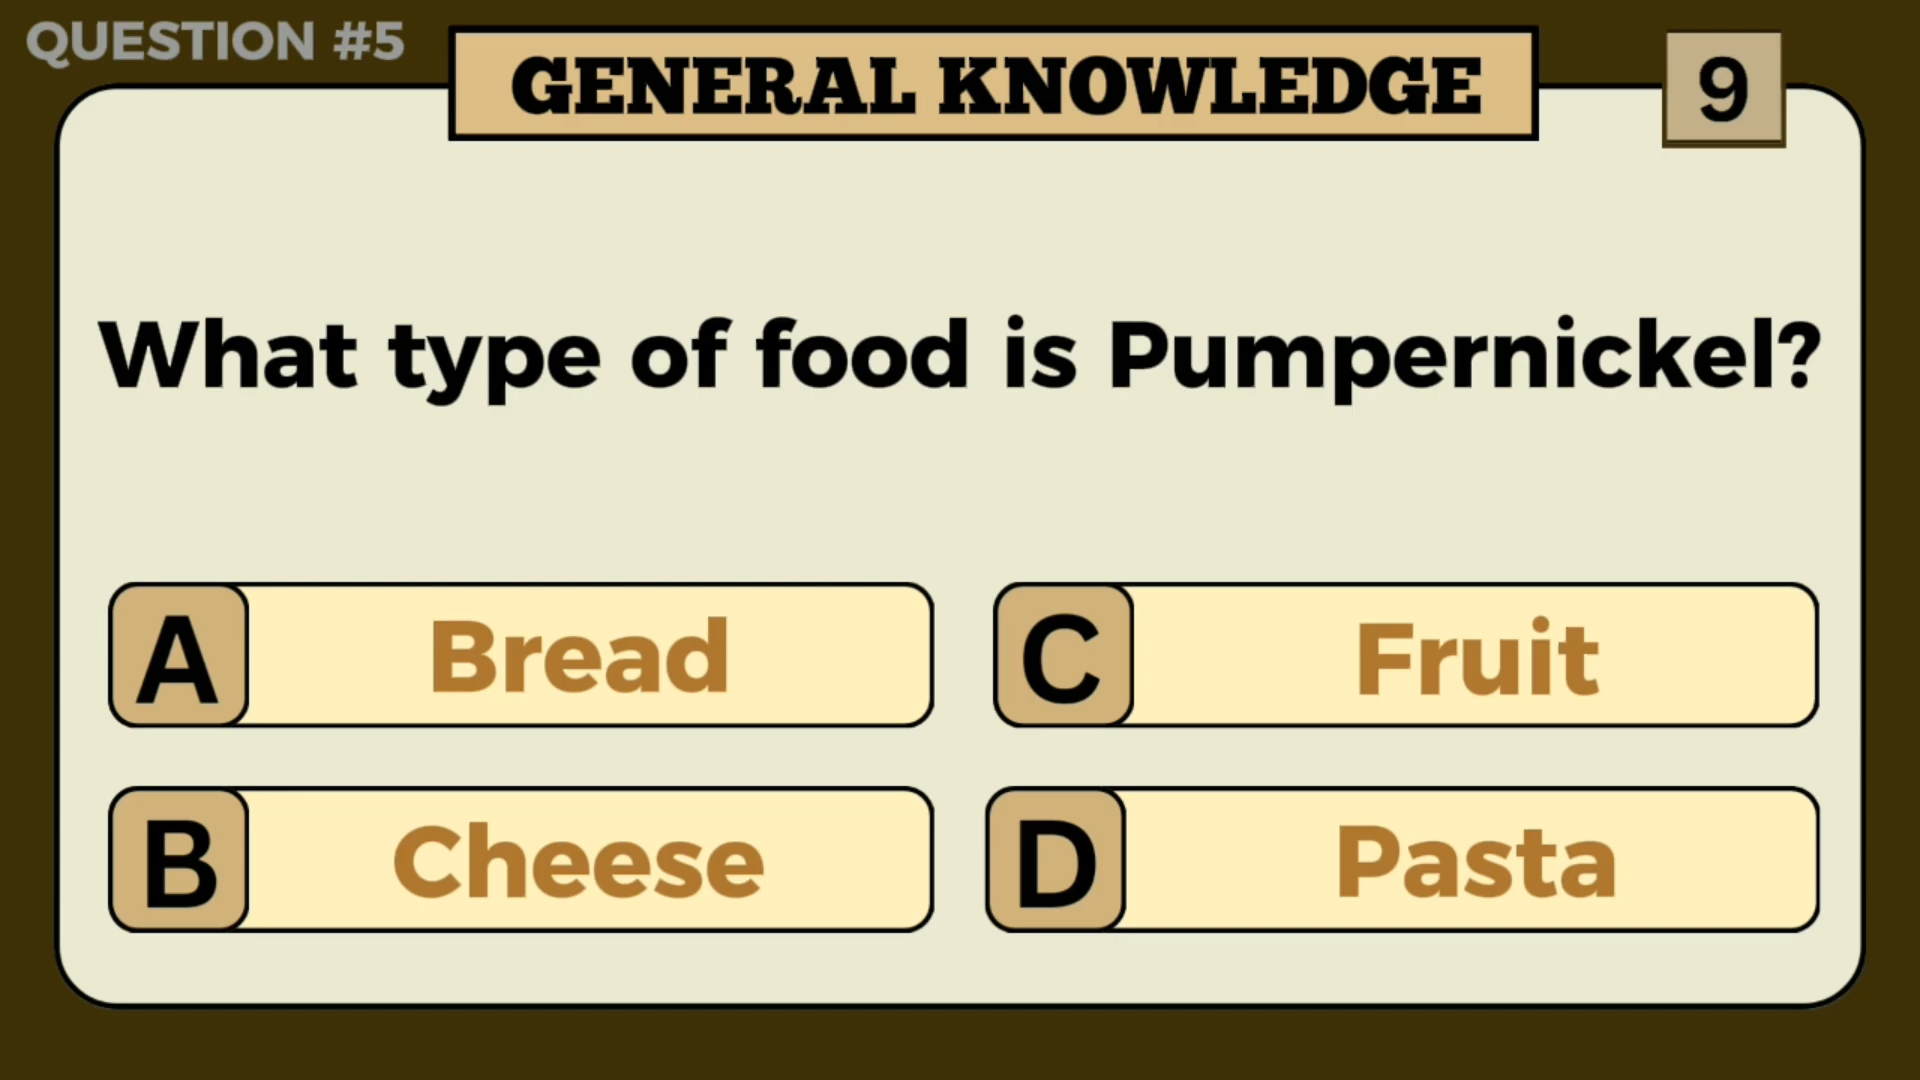 QUESTION #5
GENERAL KNOWLEDGE
9
What type of food is Pumpernickel?
A Bread
C Fruit
B Cheese
D Pasta